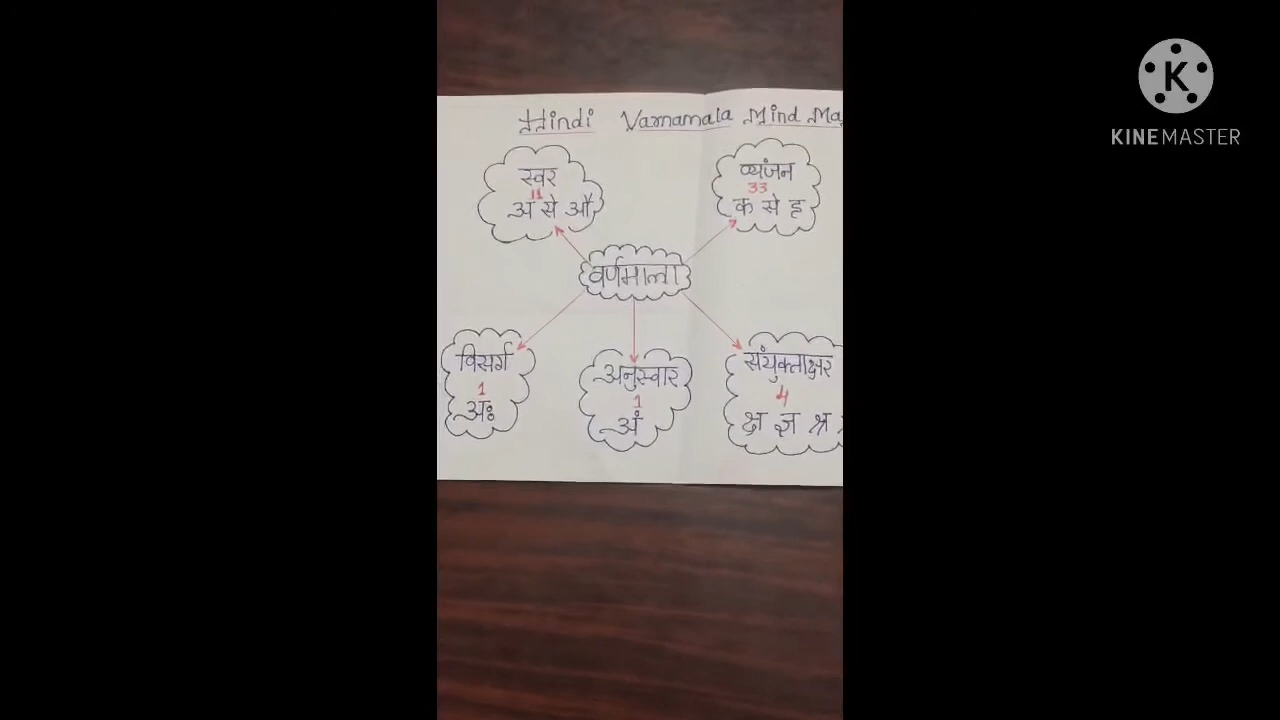 Hindi Varnamala Mind Ma
स्वर
11
अ से औ
व्यंजन
33
क से ह
वर्णमाला
विसर्ग
1
अः
अनुस्वार
1
अं
संयुक्ताक्षर
4
क्ष ज्ञ श्र
K
KINEMASTER